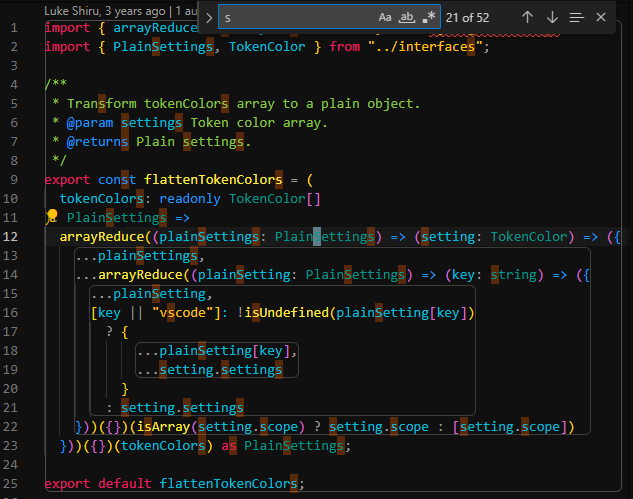 Luke Shiru, 3 years ago | 1 au
s
Aa ab, .*
21 of 52
1 import { arrayReduce
2 import { PlainSettings, TokenColor } from "../interfaces";
3
4 /**
5 * Transform tokenColors array to a plain object.
6 * @param settings Token color array.
7 * @returns Plain settings.
8 */
9 export const flattenTokenColors = (
10 tokenColors: readonly TokenColor[]
11 ): PlainSettings =>
12 arrayReduce((plainSettings: PlainSettings) => (setting: TokenColor) => ({
13 ...plainSettings,
14 ...arrayReduce((plainSetting: PlainSettings) => (key: string) => ({
15 ...plainSetting,
16 [key || "vscode"]: !isUndefined(plainSetting[key])
17 ? {
18 ...plainSetting[key],
19 ...setting.settings
20 }
21 : setting.settings
22 }))({})(isArray(setting.scope) ? setting.scope : [setting.scope])
23 }))({})(tokenColors) as PlainSettings;
24
25 export default flattenTokenColors;